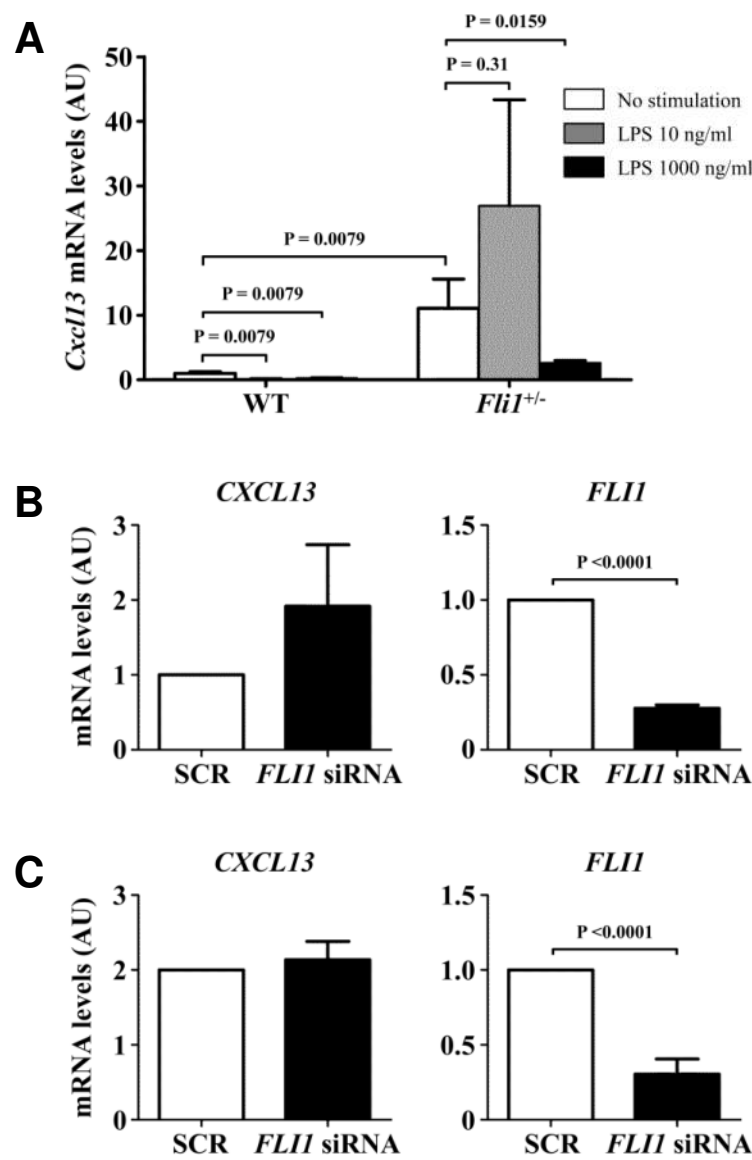 A
P = 0.0159
P = 0.31
50
40
30
20
10
0
Cxcl13 mRNA levels (AU)
No stimulation
LPS 10 ng/ml
LPS 1000 ng/ml
P = 0.0079
P = 0.0079
P = 0.0079
WT
Fli1+/-
B
CXCL13
3
2
1
0
mRNA levels (AU)
SCR
FLI1 siRNA
FLI1
1.5
1.0
0.5
0
P <0.0001
SCR
FLI1 siRNA
C
CXCL13
3
2
1
0
mRNA levels (AU)
SCR
FLI1 siRNA
FLI1
1.5
1.0
0.5
0
P <0.0001
SCR
FLI1 siRNA